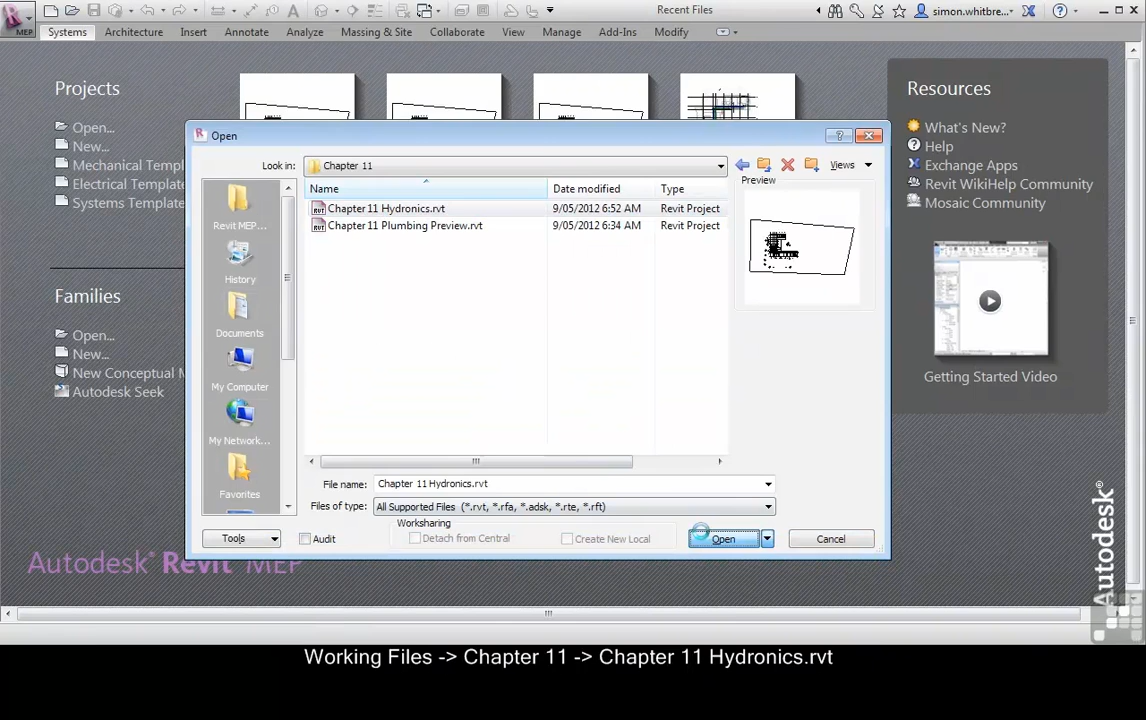 MEP
Recent Files
simon.whitbre...
Systems
Architecture
Insert
Annotate
Analyze
Massing & Site
Collaborate
View
Manage
Add-Ins
Modify
Projects
Open...
New...
Mechanical Templ
Electrical Template
Systems Template
Families
Open...
New...
New Conceptual M
Autodesk Seek
Autodesk® Revit® MEP
Open
Look in:
Chapter 11
Views
Name
Date modified
Type
Chapter 11 Hydronics.rvt
9/05/2012 6:52 AM
Revit Project
Chapter 11 Plumbing Preview.rvt
9/05/2012 6:34 AM
Revit Project
Preview
Revit MEP...
History
Documents
My Computer
My Network...
Favorites
File name:
Chapter 11 Hydronics.rvt
Files of type:
All Supported Files (*.rvt, *.rfa, *.adsk, *.rte, *.rft)
Worksharing
Tools
Audit
Detach from Central
Create New Local
Open
Cancel
Resources
What's New?
Help
Exchange Apps
Revit WikiHelp Community
Mosaic Community
Getting Started Video
Autodesk®
Working Files -> Chapter 11 -> Chapter 11 Hydronics.rvt